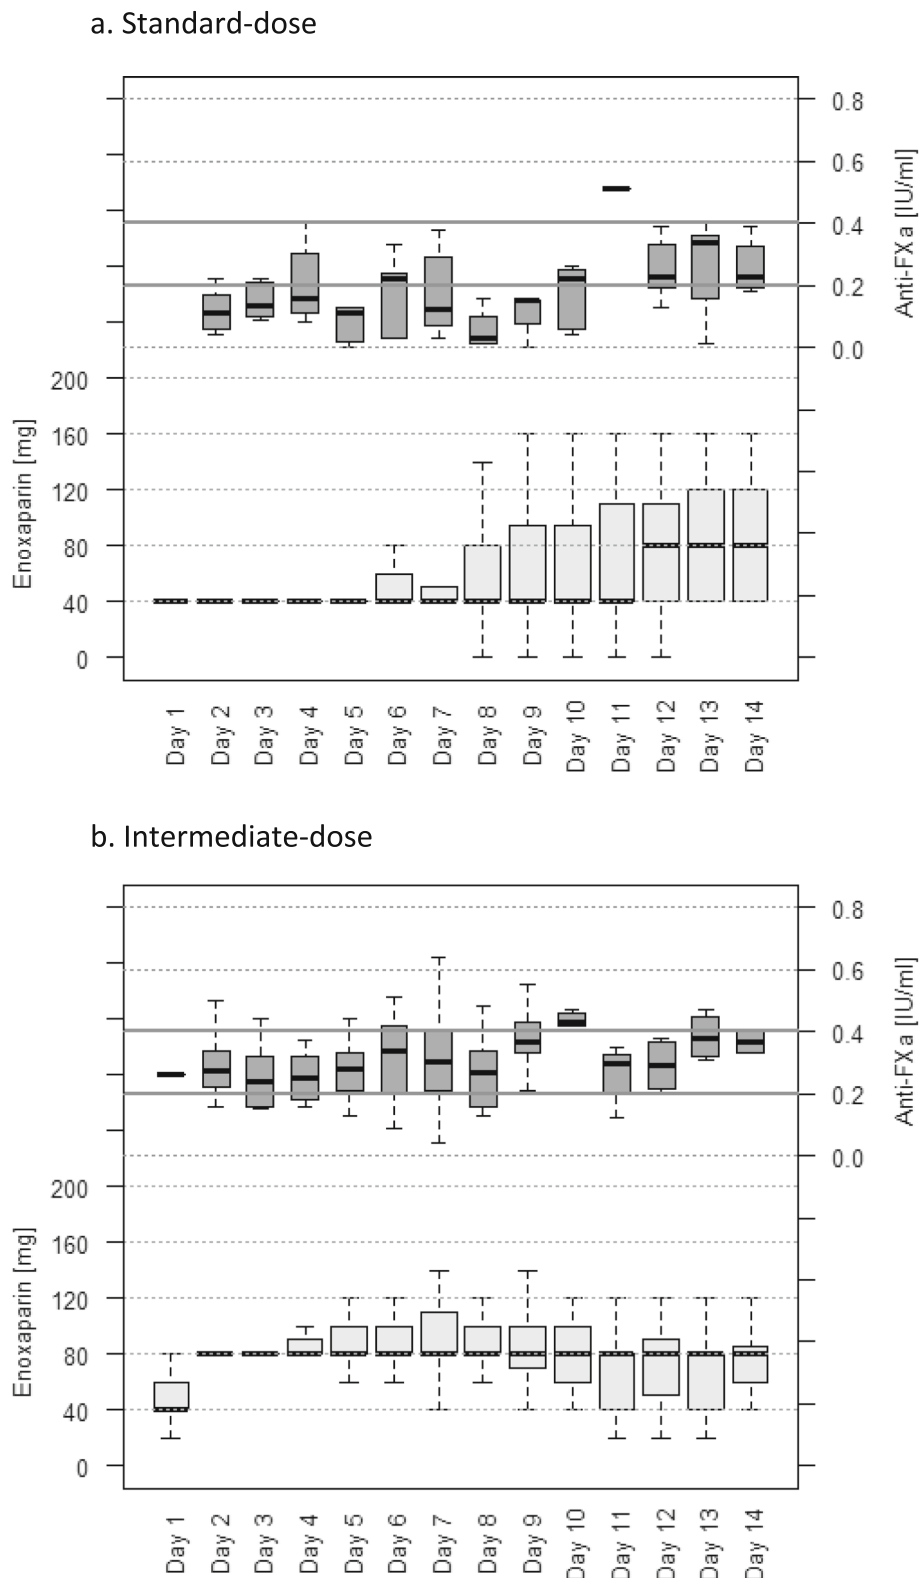 a. Standard-dose
0.8
0.6
0.4
0.2
0.0
Anti-FXa [IU/ml]
200
160
120
80
40
0
Enoxaparin [mg]
Day 1
Day 2
Day 3
Day 4
Day 5
Day 6
Day 7
Day 8
Day 9
Day 10
Day 11
Day 12
Day 13
Day 14
b. Intermediate-dose
0.8
0.6
0.4
0.2
0.0
Anti-FXa [IU/ml]
200
160
120
80
40
0
Enoxaparin [mg]
Day 1
Day 2
Day 3
Day 4
Day 5
Day 6
Day 7
Day 8
Day 9
Day 10
Day 11
Day 12
Day 13
Day 14